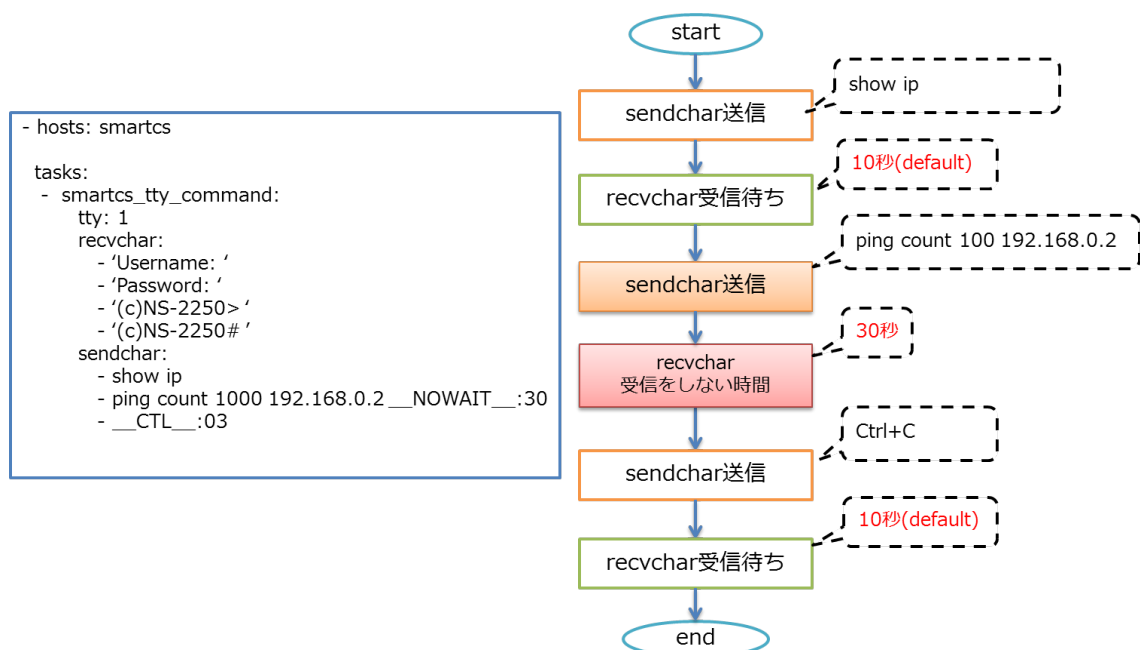 - hosts: smartcs
tasks:
- smartcs_tty_command:
tty: 1
recvchar:
- ‘Username: ‘
- ‘Password: ‘
- ‘(c)NS-2250> ‘
- ‘(c)NS-2250# ‘
sendchar:
- show ip
- ping count 1000 192.168.0.2 __NOWAIT__:30
- __CTL__:03
start
sendchar送信
show ip
recvchar受信待ち
10秒(default)
sendchar送信
ping count 100 192.168.0.2
recvchar
受信をしない時間
30秒
sendchar送信
Ctrl+C
recvchar受信待ち
10秒(default)
end